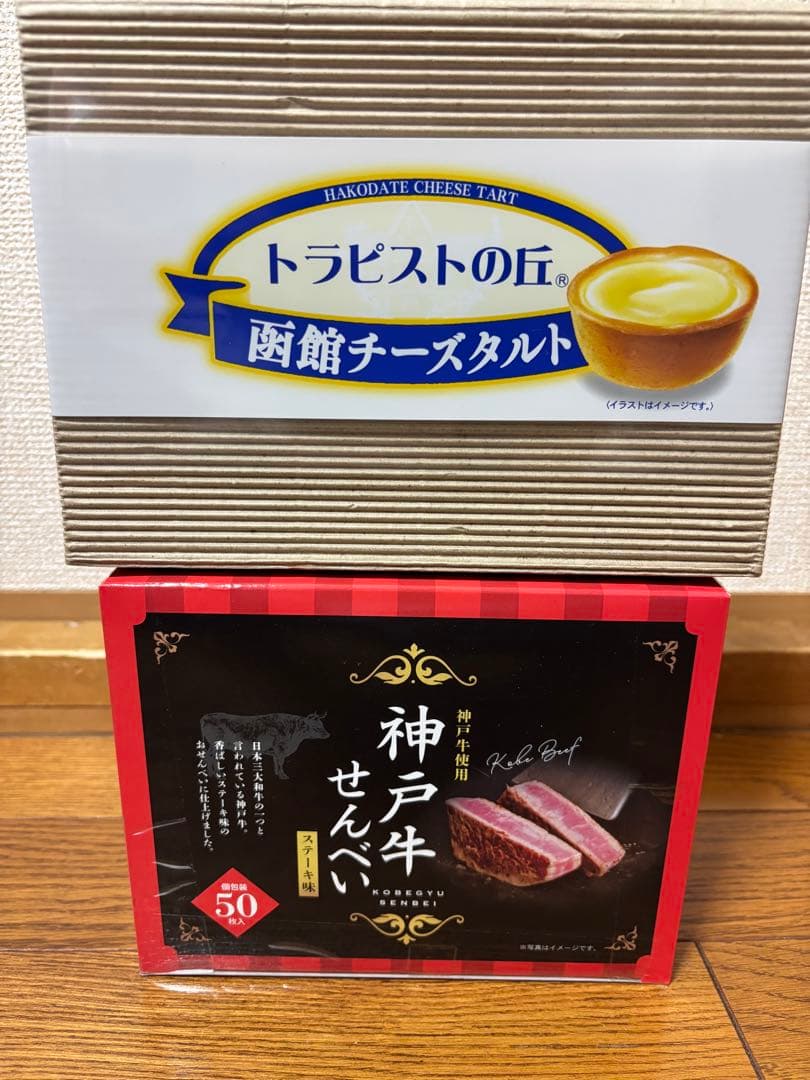 HAKODATE CHEESE TART
トラピストの丘®
函館チーズタルト
(イラストはイメージです。)
神戸牛使用
神戸牛
せんべい
ステーキ味
KOBEGYU
SENBEI
Kobe Beef
日本三大和牛の一つと
言われている神戸牛。
香ばしいステーキ味の
おせんべいに仕上げました。
個包装
50
枚入
※写真はイメージです。